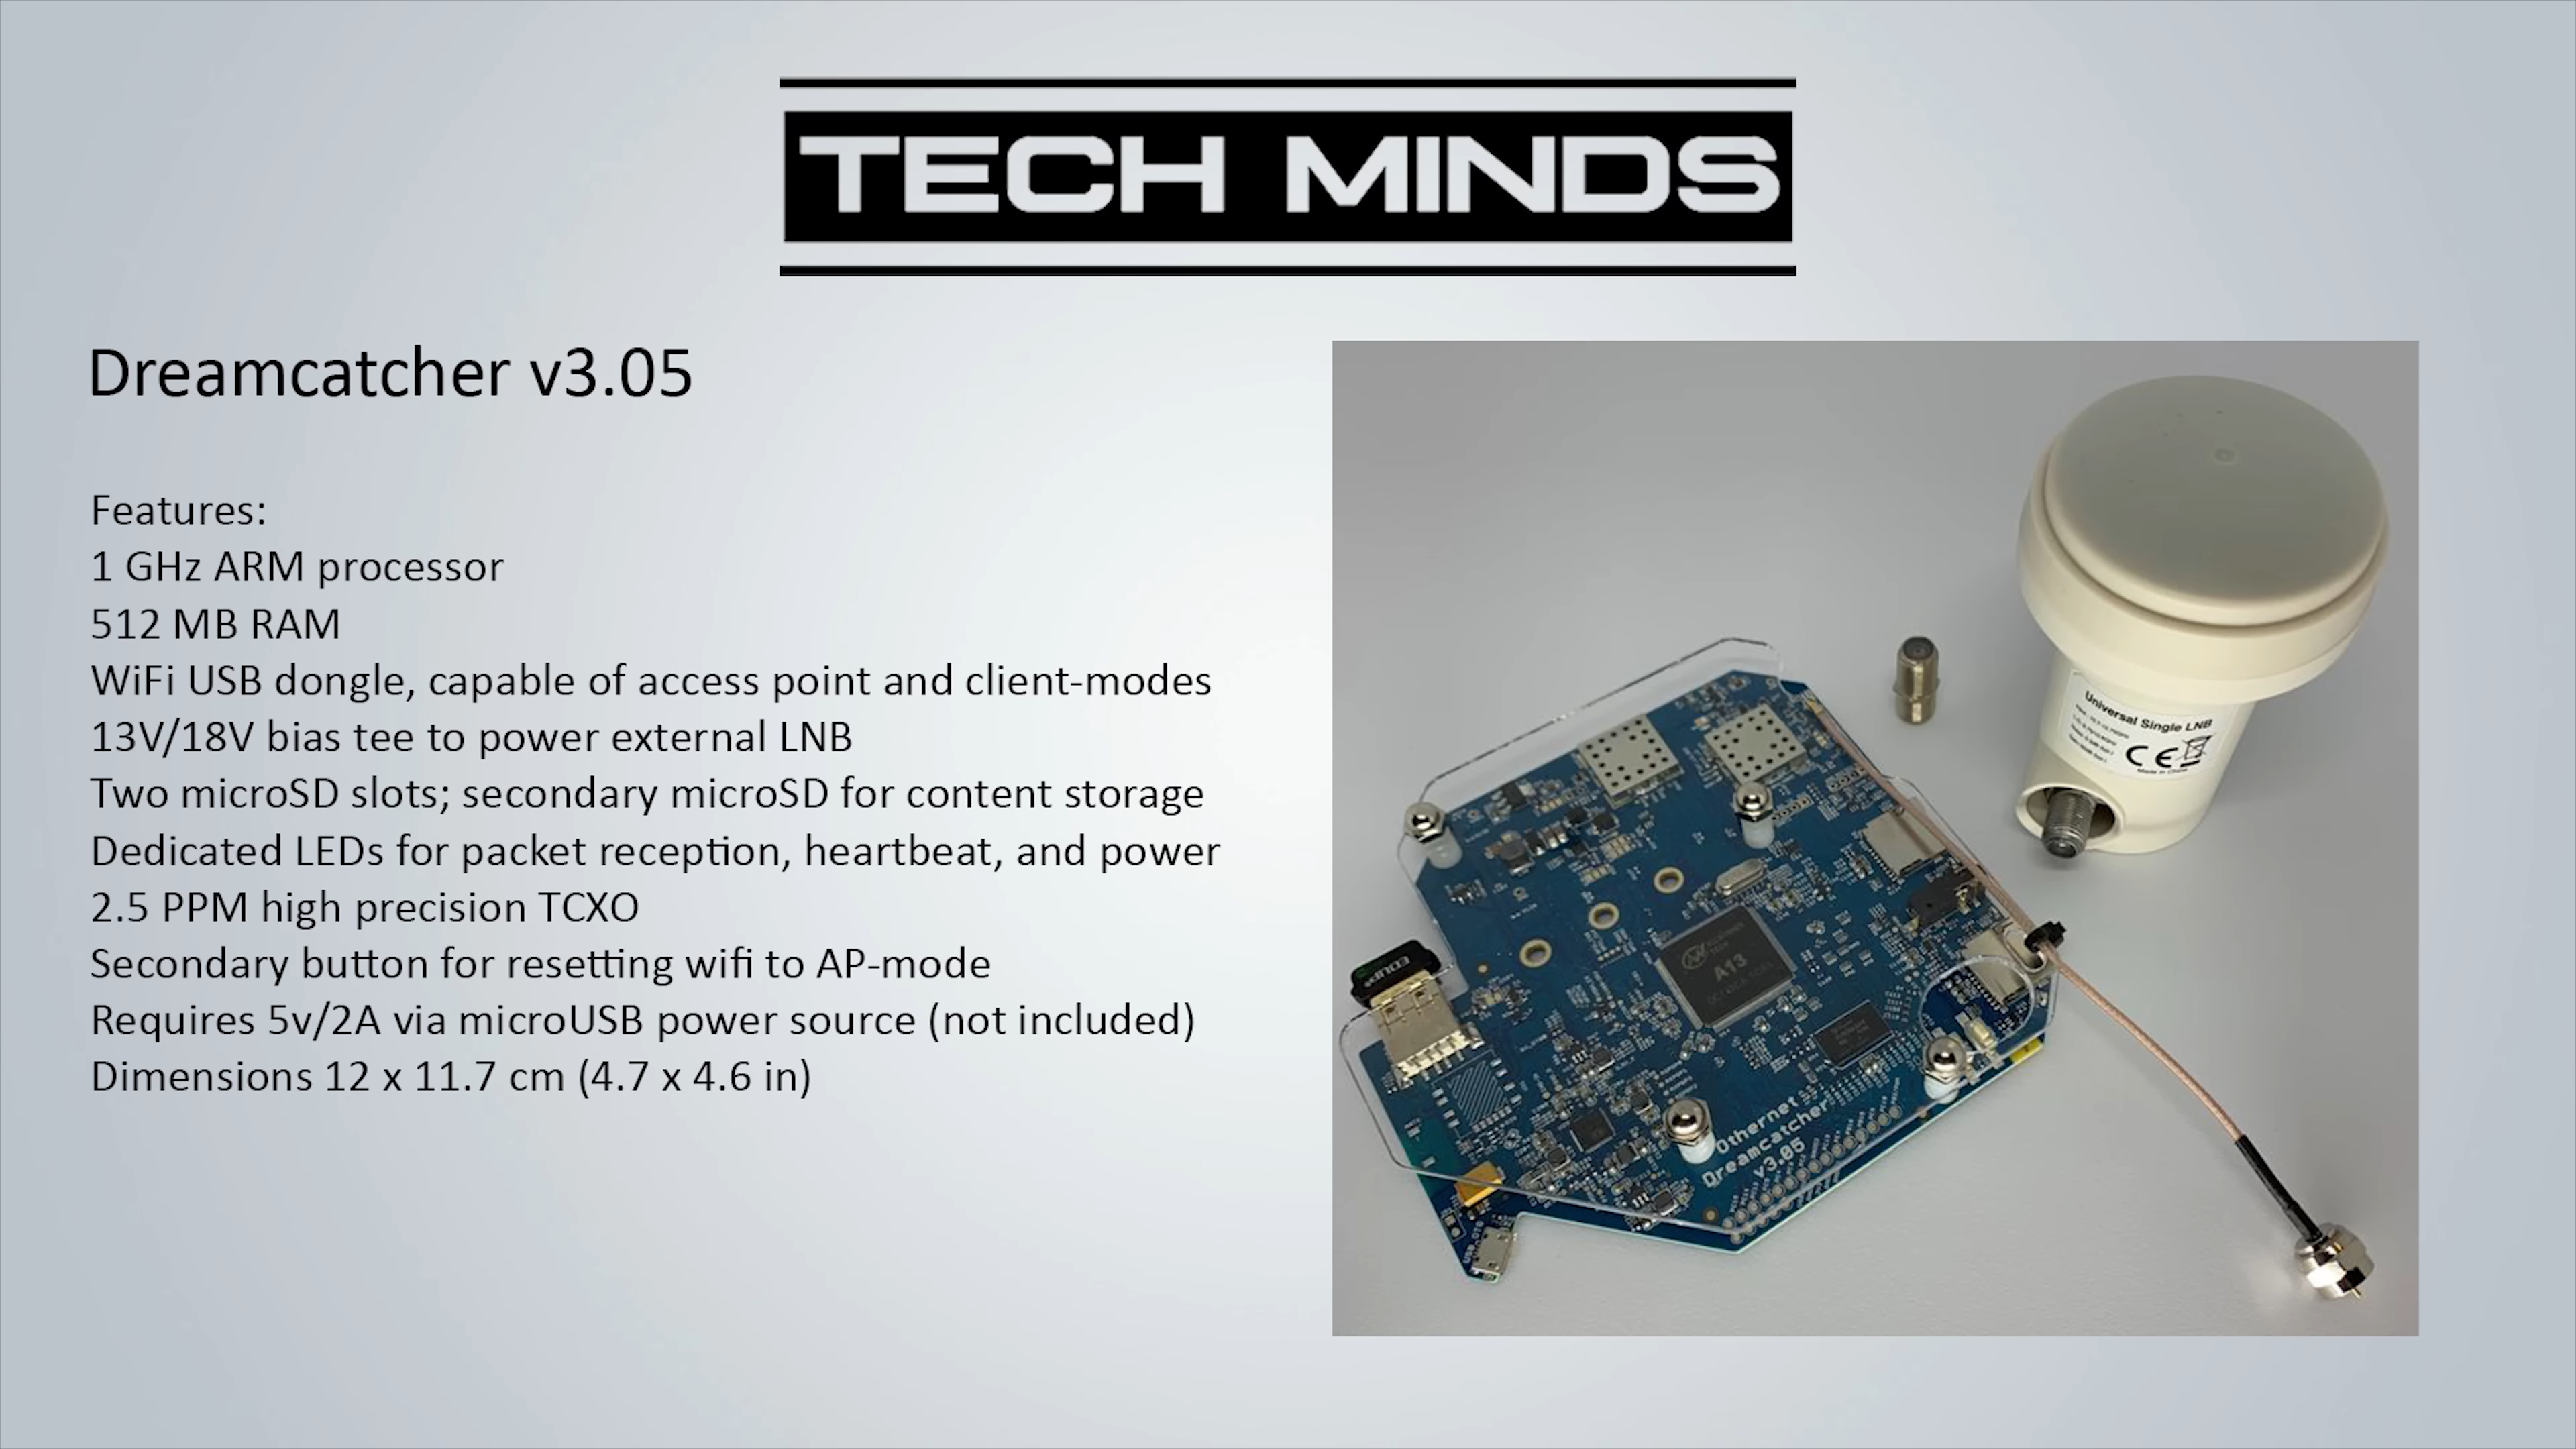 TECH MINDS
Dreamcatcher v3.05
Features:
1 GHz ARM processor
512 MB RAM
WiFi USB dongle, capable of access point and client-modes
13V/18V bias tee to power external LNB
Two microSD slots; secondary microSD for content storage
Dedicated LEDs for packet reception, heartbeat, and power
2.5 PPM high precision TCXO
Secondary button for resetting wifi to AP-mode
Requires 5v/2A via microUSB power source (not included)
Dimensions 12 x 11.7 cm (4.7 x 4.6 in)
Universal Single LNB
CE
Made in China
EDUP
A13
Othernet
Dreamcatcher
v3.05